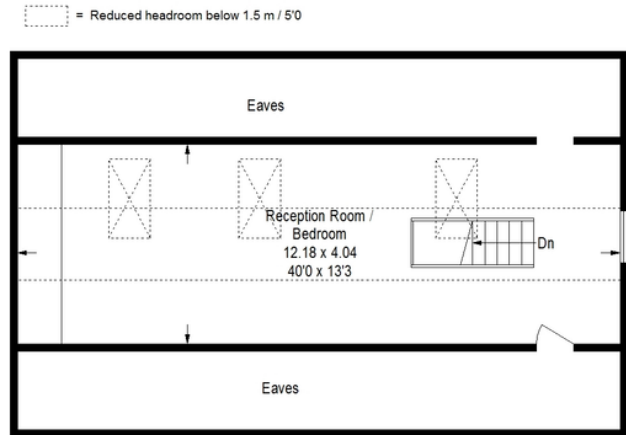 = Reduced headroom below 1.5 m / 5'0
Eaves
Reception Room /
Bedroom
12.18 x 4.04
40'0 x 13'3
Dn
Eaves